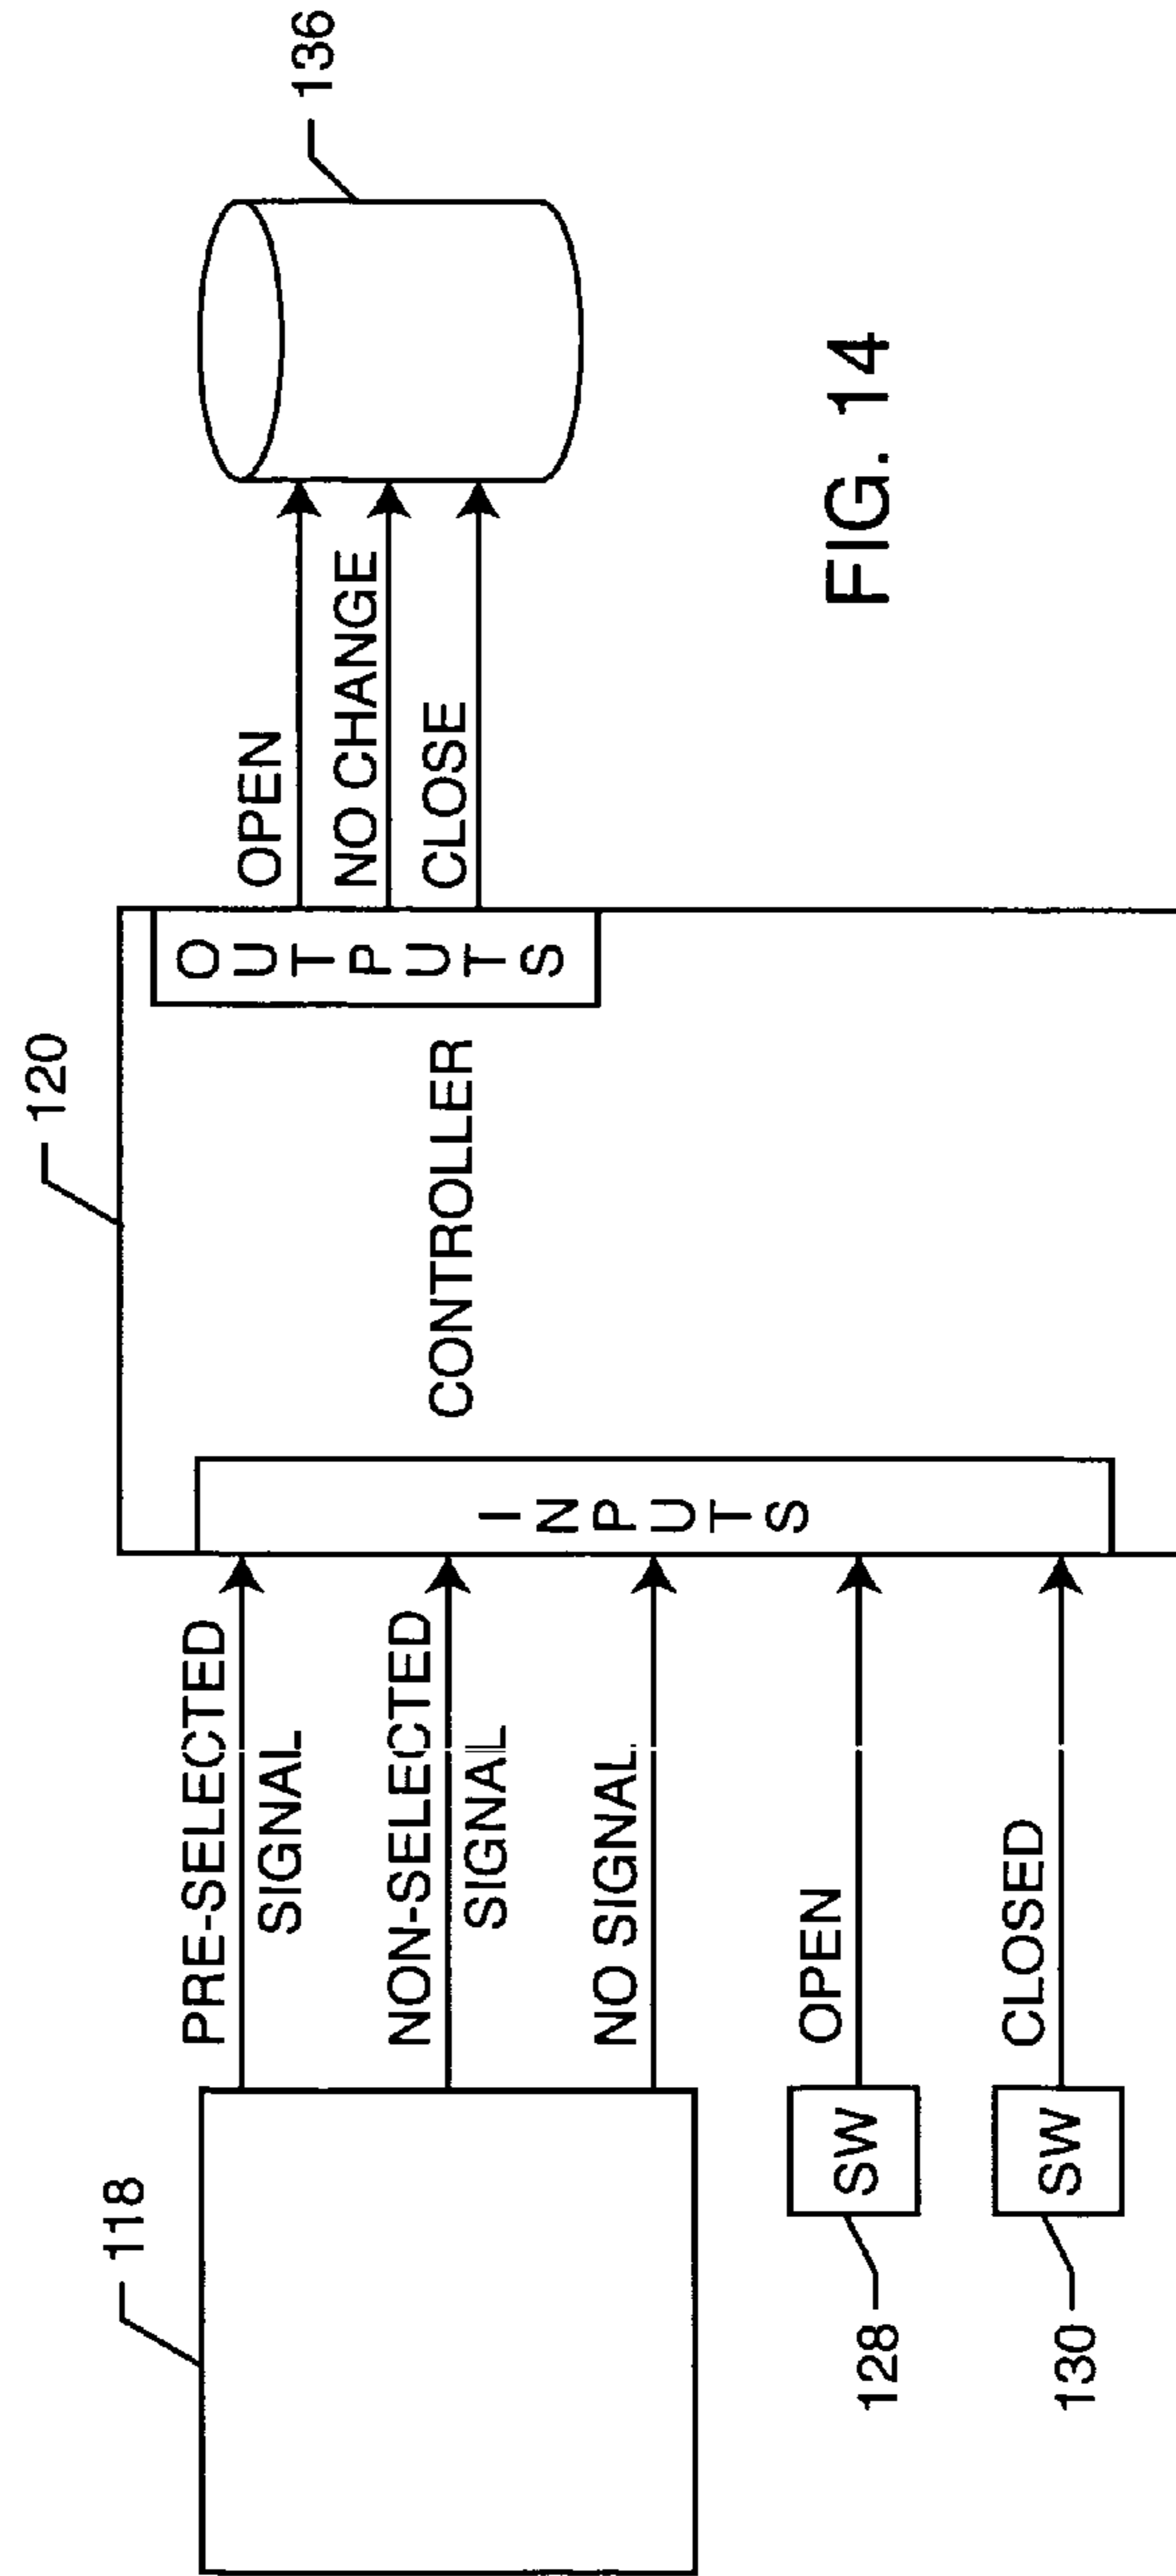 118
120
136
PRE-SELECTED
SIGNAL
NON-SELECTED
SIGNAL
NO SIGNAL
OPEN
CLOSED
SW
SW
128
130
INPUTS
CONTROLLER
OUTPUTS
OPEN
NO CHANGE
CLOSE
FIG. 14